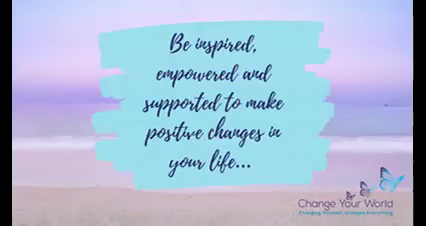 Be inspired,
empowered and
supported to make
positive changes in
your life...
Change Your World
Changing Yourself, Changes Everything